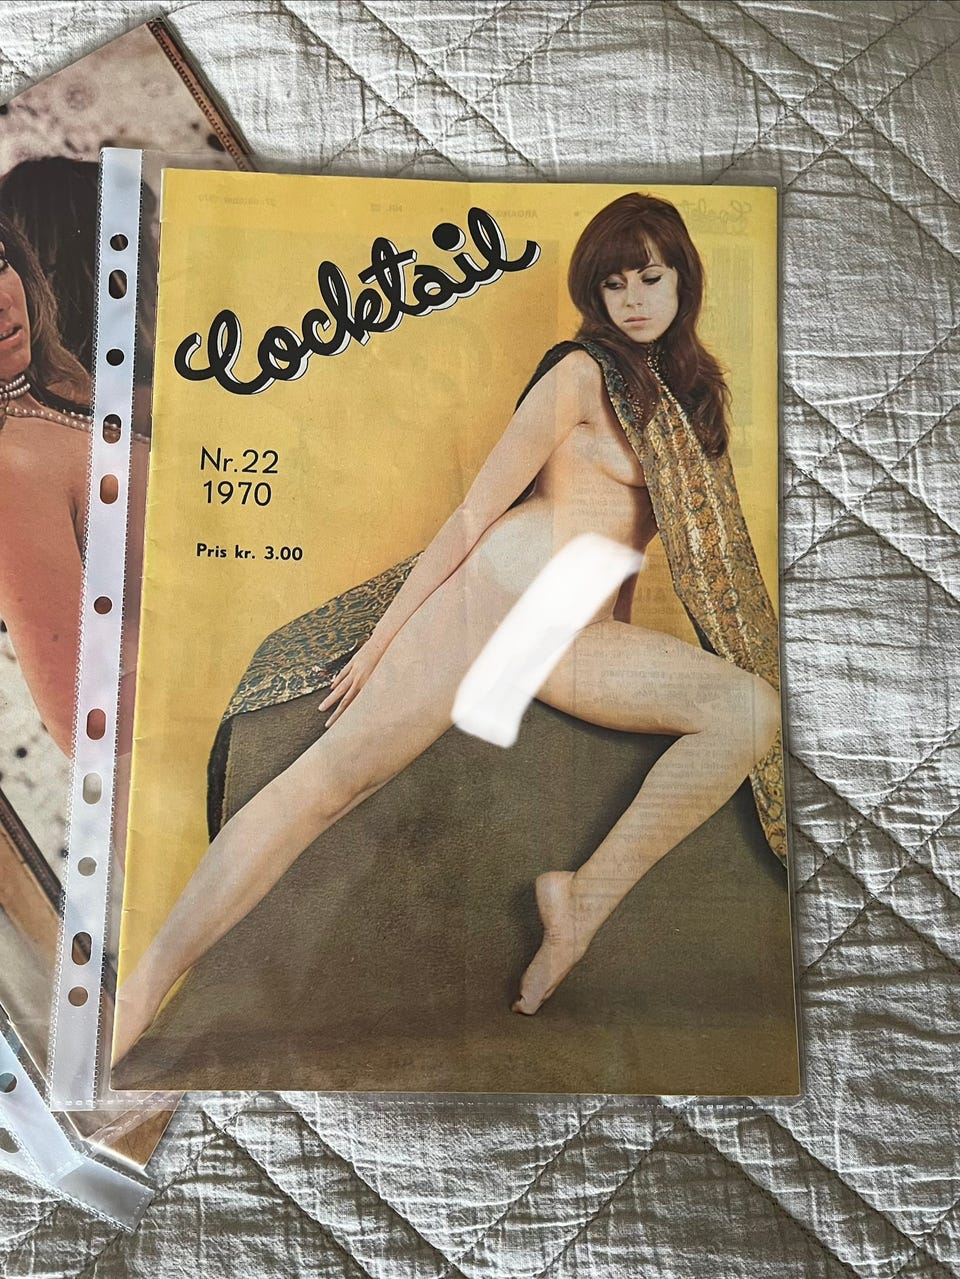 Cocktail
Nr.22
1970
Pris kr. 3.00